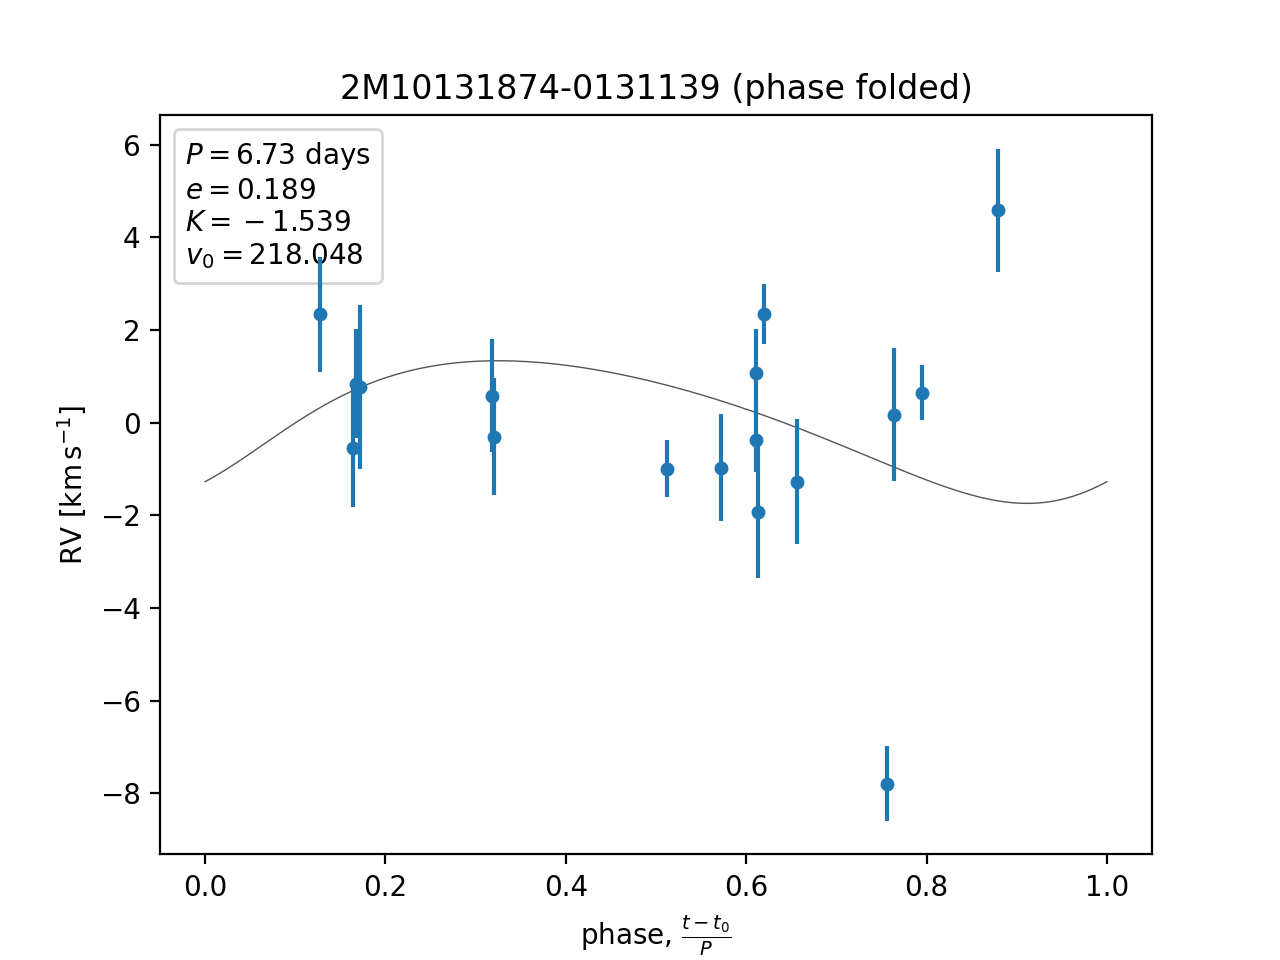 2M10131874-0131139 (phase folded)
P = 6.73 days
e = 0.189
K = −1.539
v₀ = 218.048
6
4
2
0
−2
−4
−6
−8
RV [km s⁻¹]
0.0 0.2 0.4 0.6 0.8 1.0
phase, (t − t₀)/P